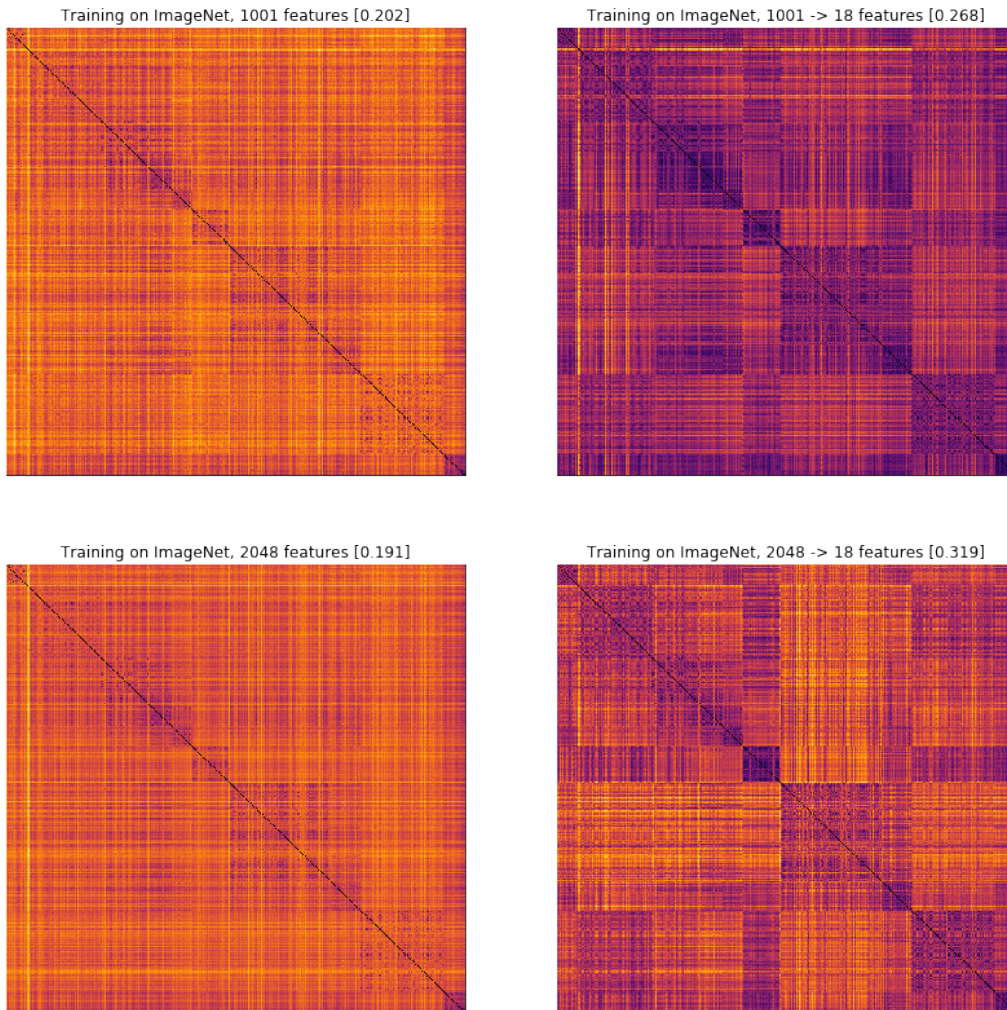 Training on ImageNet, 1001 features [0.202]
Training on ImageNet, 1001 -> 18 features [0.268]
Training on ImageNet, 2048 features [0.191]
Training on ImageNet, 2048 -> 18 features [0.319]